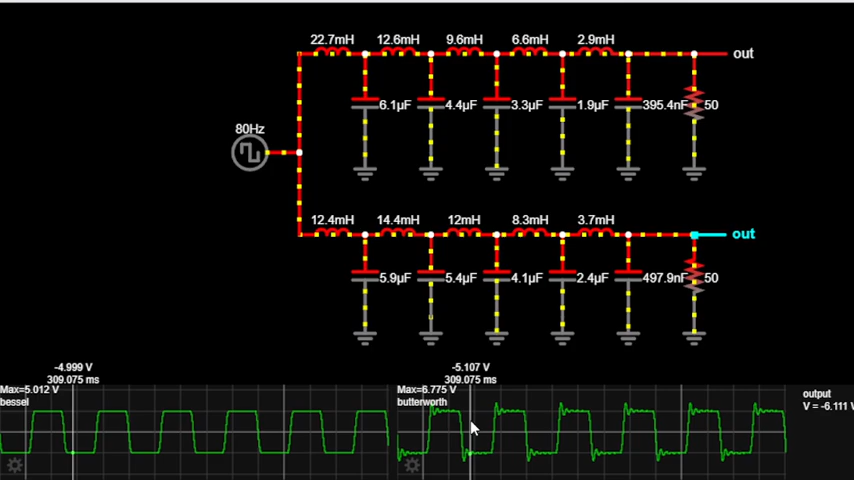 22.7mH 12.6mH 9.6mH 6.6mH 2.9mH out
6.1µF 4.4µF 3.3µF 1.9µF 395.4nF 50
80Hz
12.4mH 14.4mH 12mH 8.3mH 3.7mH out
5.9µF 5.4µF 4.1µF 2.4µF 497.9nF 50
-4.999 V
309.075 ms
Max=5.012 V
bessel
-5.107 V
309.075 ms
Max=6.775 V
butterworth
output
V = -6.111 V